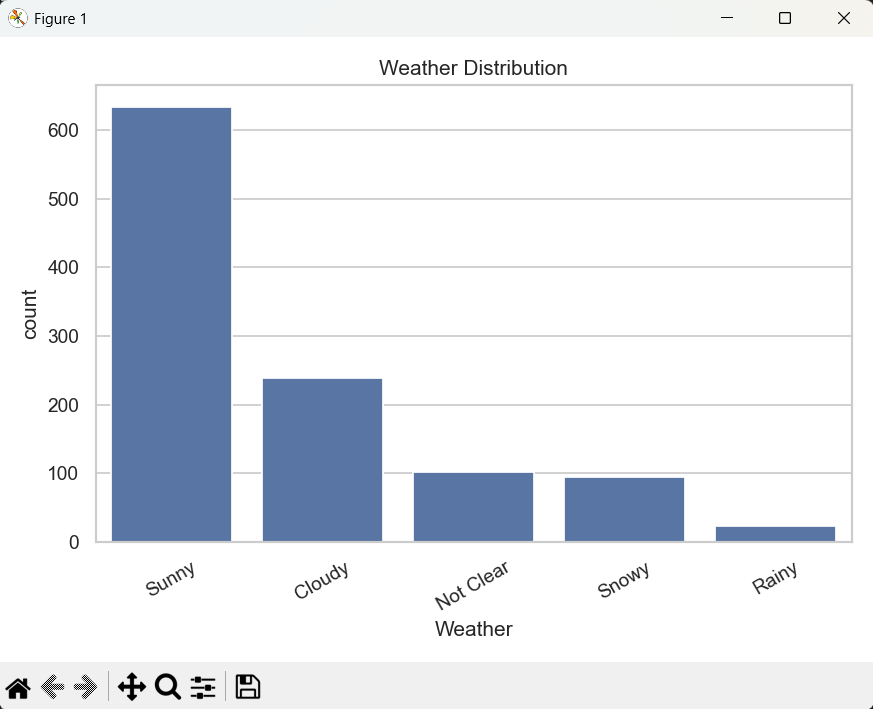 Figure 1
Weather Distribution
600
500
400
300
200
100
0
count
Sunny
Cloudy
Not Clear
Snowy
Rainy
Weather